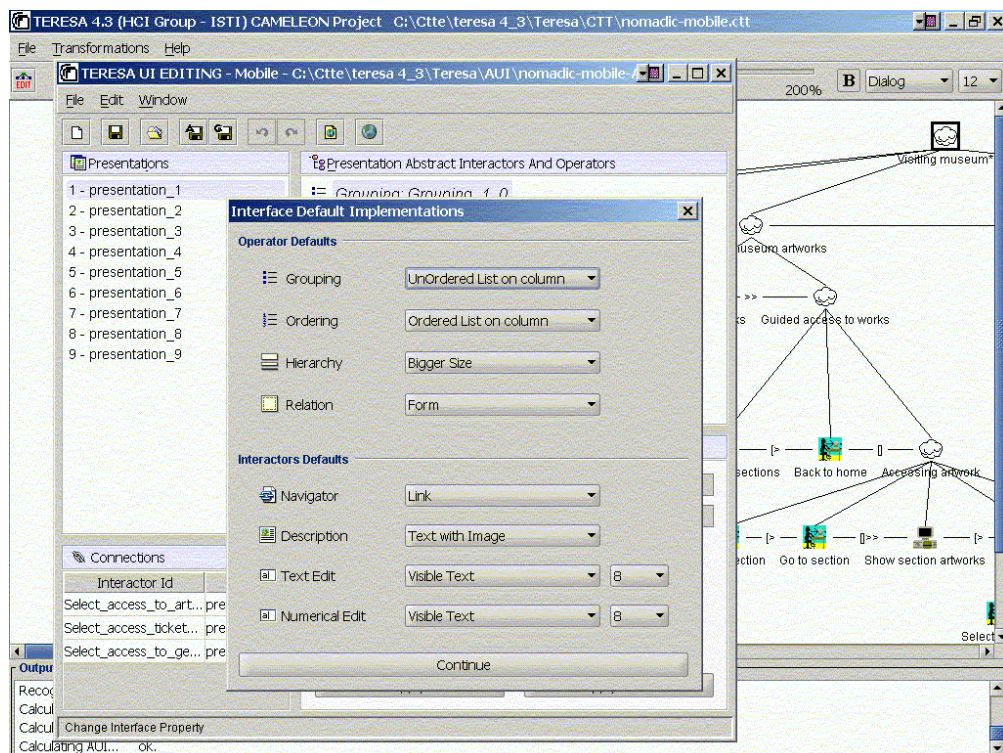 TERESA 4.3 (HCI Group - ISTI) CAMELEON Project C:\Ctte\teresa 4_3\Teresa\CTT\nomadic-mobile.ctt
File Transformations Help
EDIT
200% B Dialog 12
TERESA UI EDITING - Mobile - C:\Ctte\teresa 4_3\Teresa\AUI\nomadic-mobile-
File Edit Window
Presentations
Presentation Abstract Interactors And Operators
1 - presentation_1
2 - presentation_2
3 - presentation_3
4 - presentation_4
5 - presentation_5
6 - presentation_6
7 - presentation_7
8 - presentation_8
9 - presentation_9
Grouping: Grouping_1_0
Interface Default Implementations
Operator Defaults
Grouping UnOrdered List on column
Ordering Ordered List on column
Hierarchy Bigger Size
Relation Form
Interactors Defaults
Navigator Link
Description Text with Image
Text Edit Visible Text 8
Numerical Edit Visible Text 8
Continue
Connections
Interactor Id
Select_access_to_art... pre
Select_access_ticket... pre
Select_access_to_ge... pre
Change Interface Property
Visiting museum*
museum artworks
>>
Guided access to works
[> [] 
sections Back to home Accessing artwork
[> []>> [>
ction Go to section Show section artworks
Select
Outpu
Recog
Calcul
Calcul
Calculating AUI... ok.